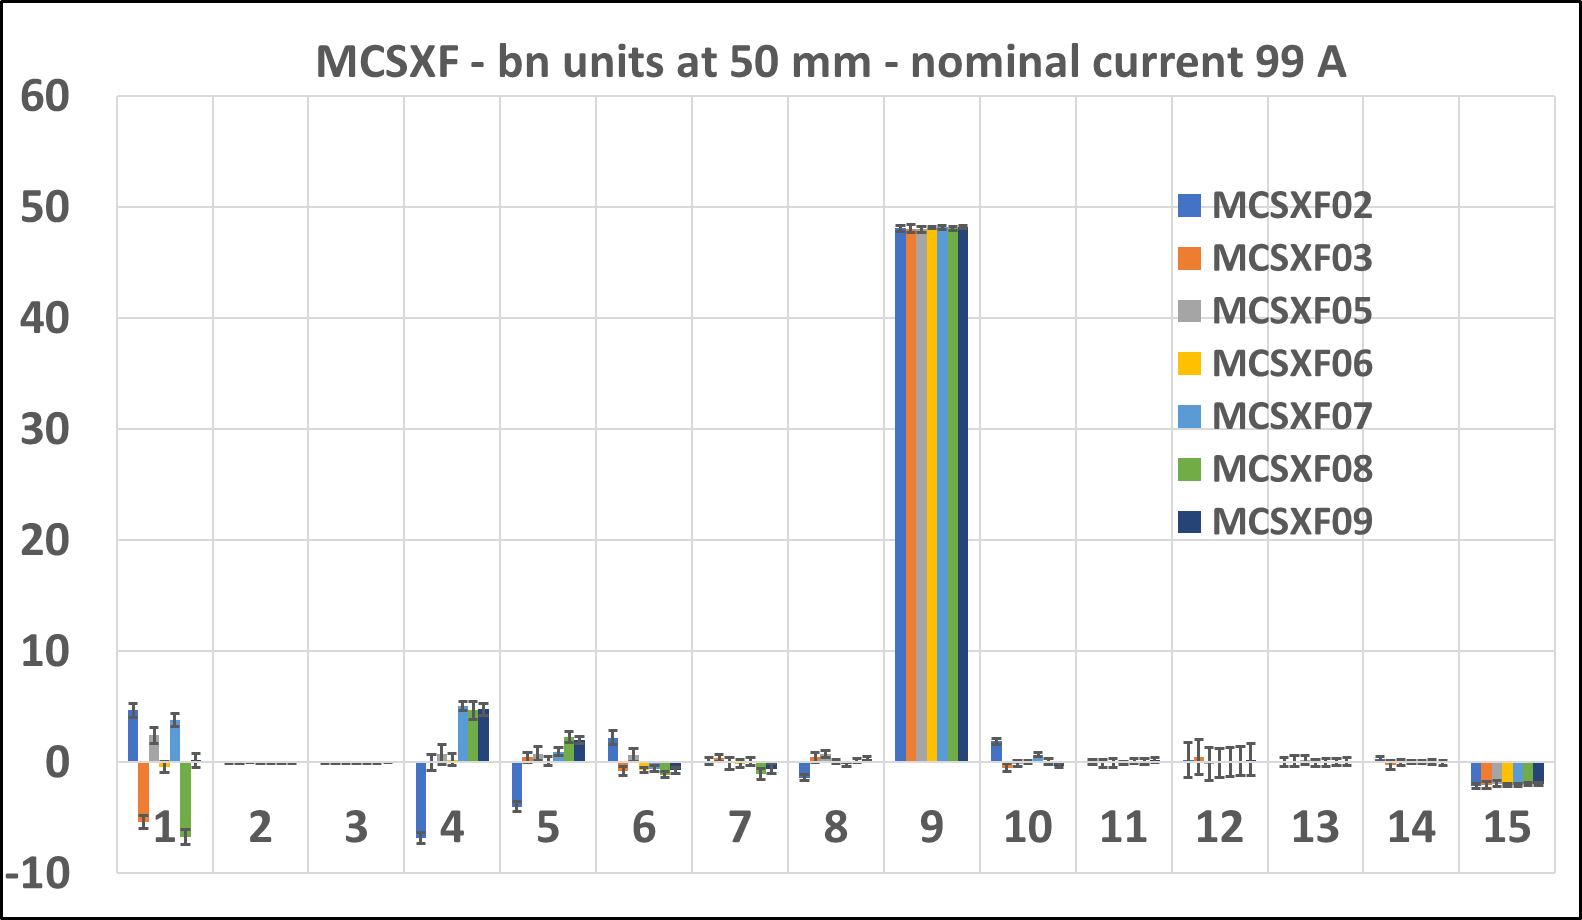 MCSXF - bn units at 50 mm - nominal current 99 A
60
50
40
30
20
10
0
-10
1 2 3 4 5 6 7 8 9 10 11 12 13 14 15
MCSXF02
MCSXF03
MCSXF05
MCSXF06
MCSXF07
MCSXF08
MCSXF09